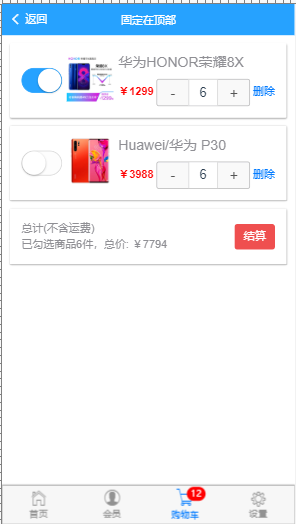 返回
固定在顶部
华为HONOR荣耀8X
￥1299 - 6 + 删除
Huawei/华为 P30
￥3988 - 6 + 删除
总计(不含运费)
已勾选商品6件，总价: ￥7794
结算
12
首页 会员 购物车 设置